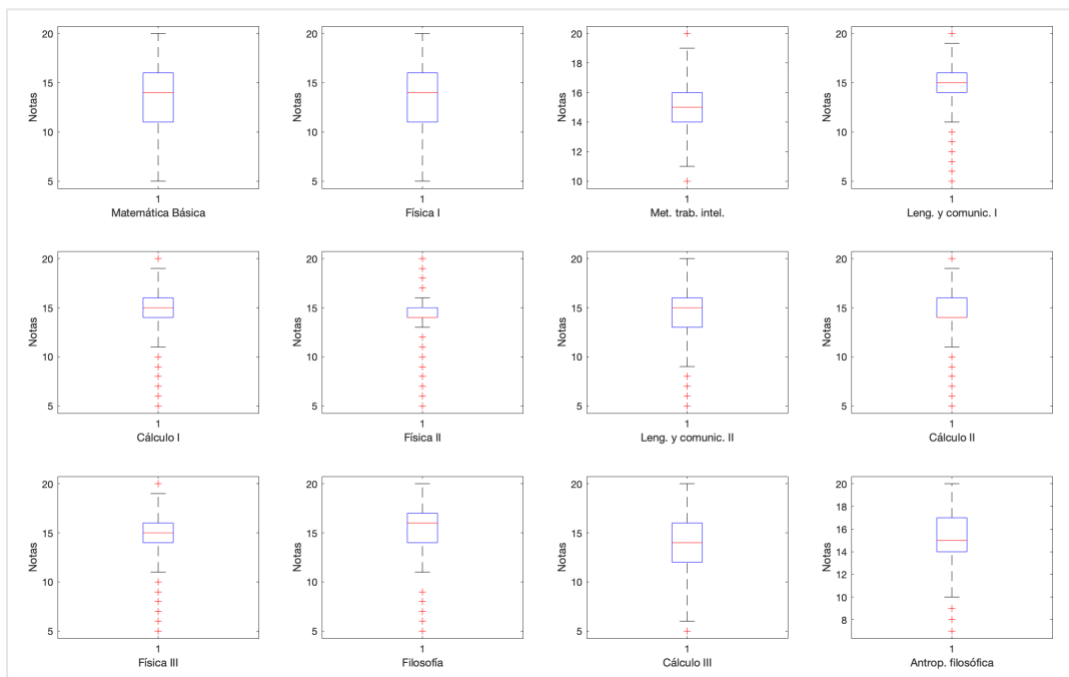 20
15
10
5
Notas
1
Matemática Básica
20
15
10
5
Notas
1
Física I
20
18
16
14
12
10
Notas
1
Met. trab. intel.
20
15
10
5
Notas
1
Leng. y comunic. I
20
15
10
5
Notas
1
Cálculo I
20
15
10
5
Notas
1
Física II
20
15
10
5
Notas
1
Leng. y comunic. II
20
15
10
5
Notas
1
Cálculo II
20
15
10
5
Notas
1
Física III
20
15
10
5
Notas
1
Filosofía
20
15
10
5
Notas
1
Cálculo III
20
18
16
14
12
10
8
Notas
1
Antrop. filosófica